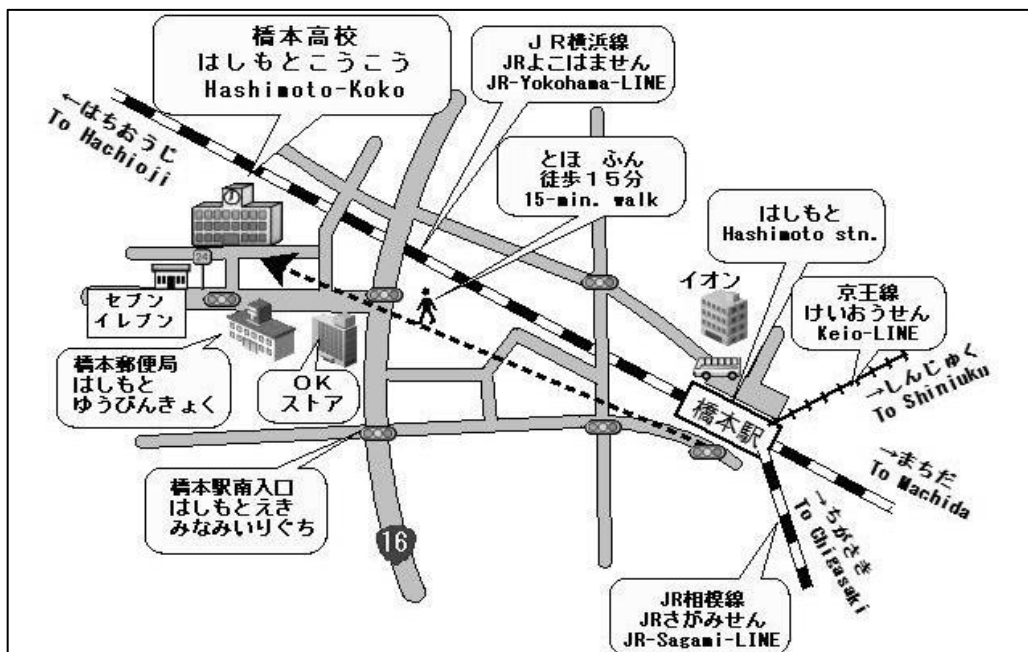 橋本高校
はしもとこうこう
Hashimoto-Koko
ＪＲ横浜線
JRよこはません
JR-Yokohama-LINE
←はちおうじ
To Hachioji
とほ ふん
徒歩１５分
15-min. walk
はしもと
Hashimoto stn.
イオン
京王線
けいおうせん
Keio-LINE
→しんじゅく
To Shiniuku
24
セブン
イレブン
橋本郵便局
はしもと
ゆうびんきょく
ＯＫ
ストア
橋本駅
→まちだ
To Machida
橋本駅南入口
はしもとえき
みなみいりぐち
16
→ちがさき
To Chigasaki
JR相模線
JRさがみせん
JR-Sagami-LINE